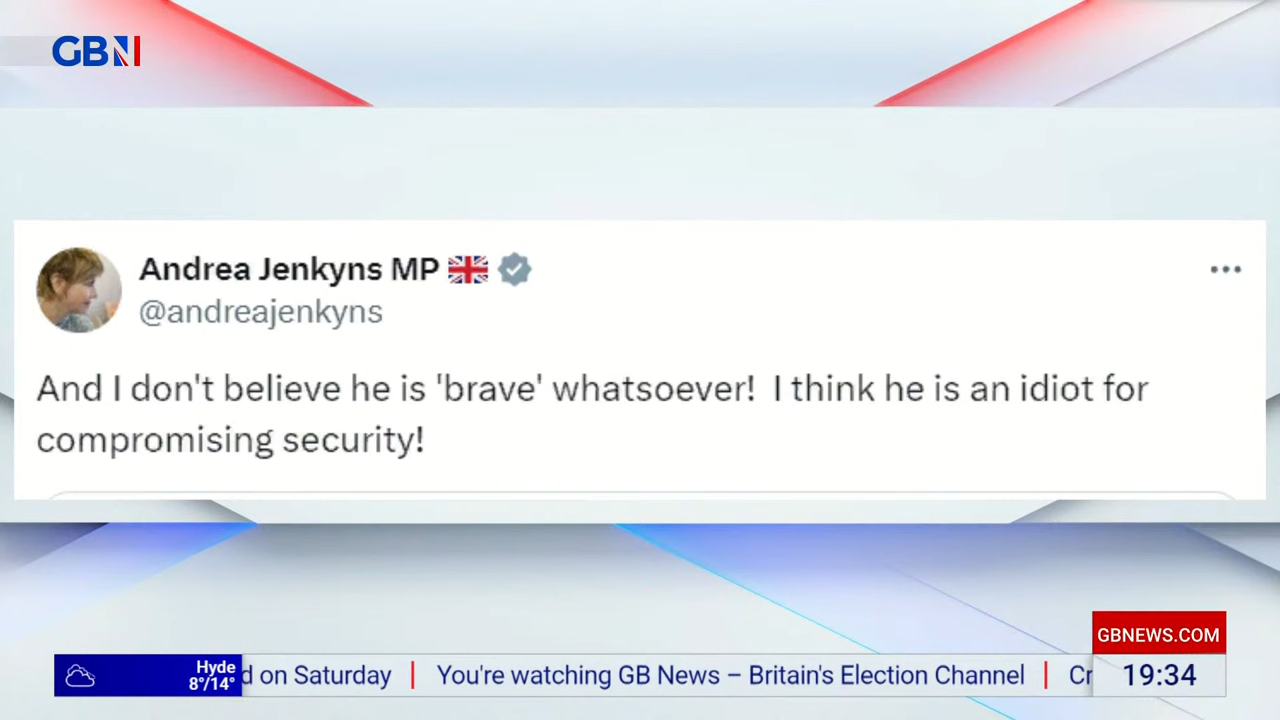 GBN
Andrea Jenkyns MP
@andreajenkyns
And I don't believe he is 'brave' whatsoever!  I think he is an idiot for
compromising security!
GBNEWS.COM
Hyde
8°/14°
d on Saturday | You're watching GB News – Britain's Election Channel | Cr
19:34